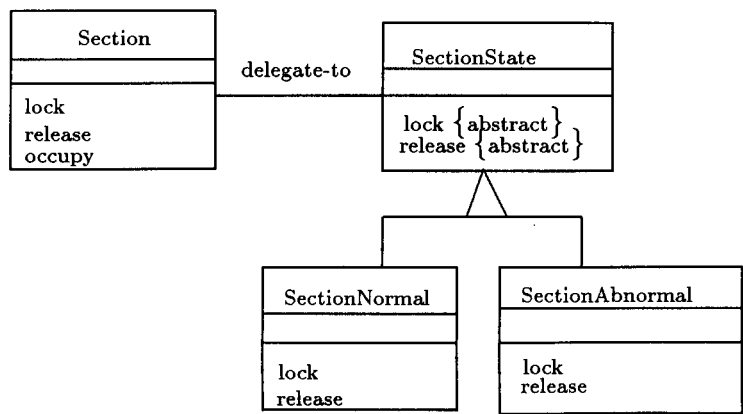 Section
lock
release
occupy
delegate-to
SectionState
lock {abstract}
release {abstract}
SectionNormal
lock
release
SectionAbnormal
lock
release